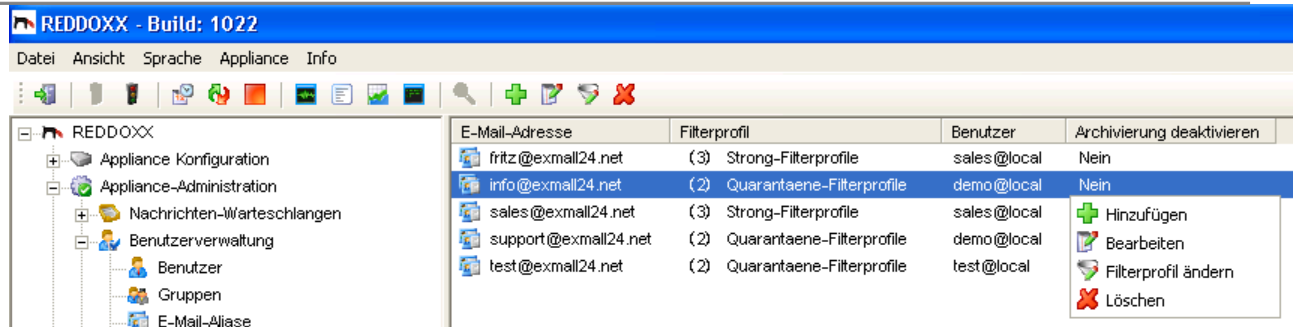 REDDOXX - Build: 1022
Datei Ansicht Sprache Appliance Info
REDDOXX
Appliance Konfiguration
Appliance-Administration
Nachrichten-Warteschlangen
Benutzerverwaltung
Benutzer
Gruppen
E-Mail-Aliase
E-Mail-Adresse Filterprofil Benutzer Archivierung deaktivieren
fritz@exmall24.net (3) Strong-Filterprofile sales@local Nein
info@exmall24.net (2) Quarantaene-Filterprofile demo@local Nein
sales@exmall24.net (3) Strong-Filterprofile sales@local
support@exmall24.net (2) Quarantaene-Filterprofile demo@local
test@exmall24.net (2) Quarantaene-Filterprofile test@local
Hinzufügen
Bearbeiten
Filterprofil ändern
Löschen